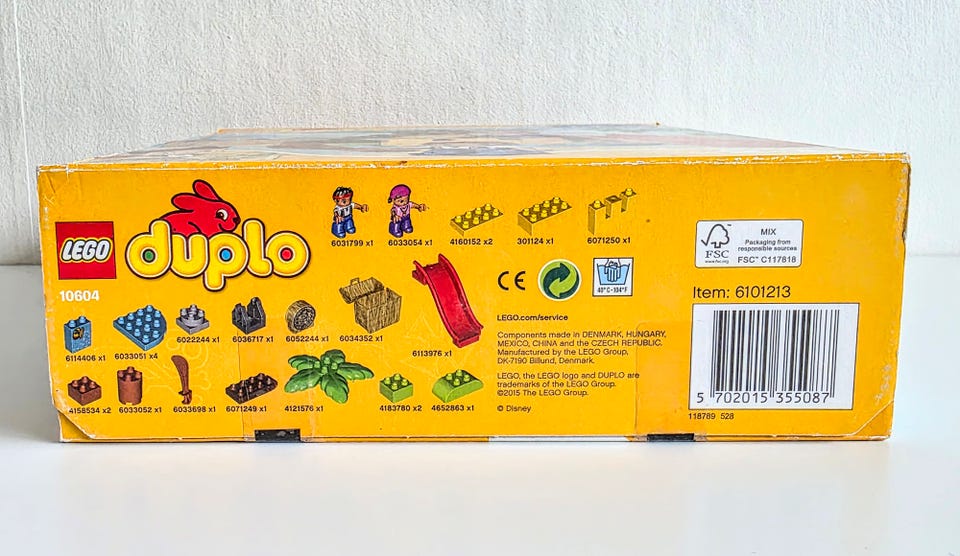 LEGO
duplo
10604
6031799 x1
6033054 x1
4160152 x2
301124 x1
6071250 x1
6114406 x1
6033051 x4
6022244 x1
6036717 x1
6052244 x1
6034352 x1
6113976 x1
4158534 x2
6033052 x1
6033698 x1
6071249 x1
4121576 x1
4183780 x2
4652863 x1
CE
40°C-104°F
LEGO.com/service
Components made in DENMARK, HUNGARY,
MEXICO, CHINA and the CZECH REPUBLIC.
Manufactured by the LEGO Group,
DK-7190 Billund, Denmark.
LEGO, the LEGO logo and DUPLO are
trademarks of the LEGO Group.
©2015 The LEGO Group.
© Disney
FSC
www.fsc.org
MIX
Packaging from
responsible sources
FSC™ C117818
Item: 6101213
5 702015 355087
118789 528